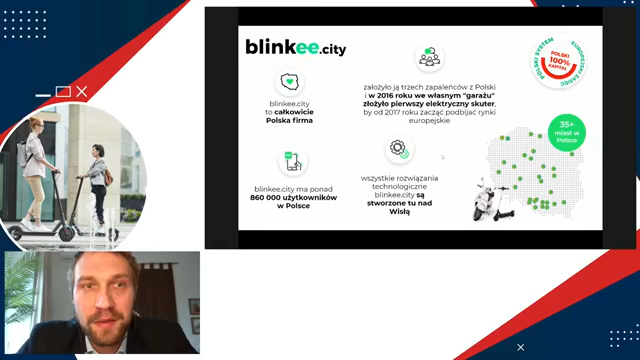 blinkee.city
blinkee.city
to całkowicie
Polska firma
założyło ją trzech zapaleńców z Polski
i w 2016 roku we własnym "garażu"
złożyło pierwszy elektryczny skuter,
by od 2017 roku zacząć podbijać rynki
europejskie
POLSKI SYSTEM
EUROPEJSKI ZASIĘG
POLSKI
100%
KAPITAŁ
35+
miast w
Polsce
blinkee.city ma ponad
860 000 użytkowników
w Polsce
wszystkie rozwiązania
technologiczne
blinkee.city są
stworzone tu nad
Wisłą